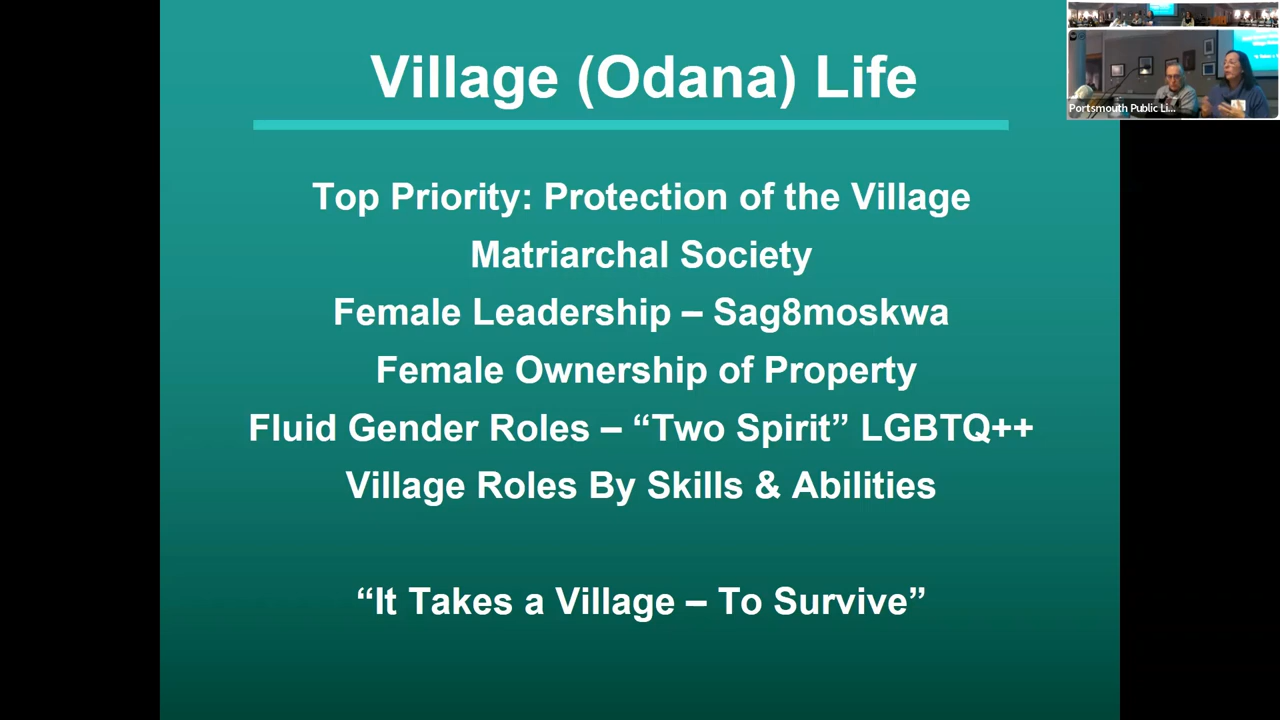 Village (Odana) Life
Top Priority: Protection of the Village
Matriarchal Society
Female Leadership – Sag8moskwa
Female Ownership of Property
Fluid Gender Roles – “Two Spirit” LGBTQ++
Village Roles By Skills & Abilities
“It Takes a Village – To Survive”
Portsmouth Public Li...